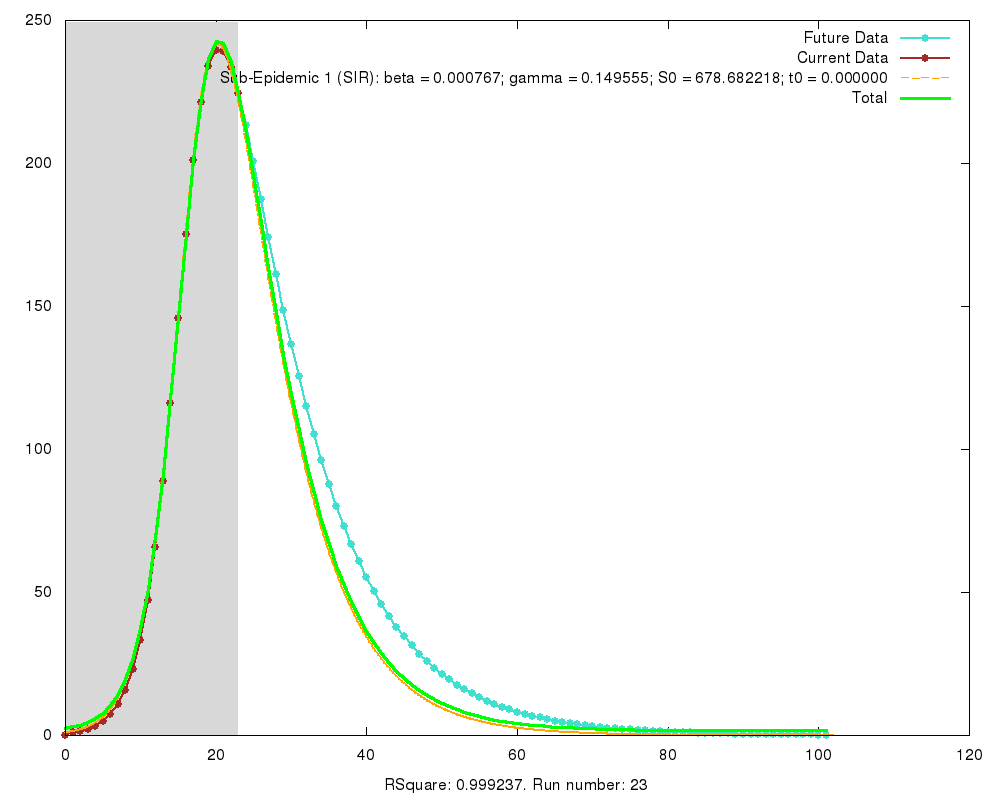 250
200
150
100
50
0
0 20 40 60 80 100 120
Future Data
Current Data
Sub-Epidemic 1 (SIR): beta = 0.000767; gamma = 0.149555; S0 = 678.682218; t0 = 0.000000
Total
RSquare: 0.999237. Run number: 23